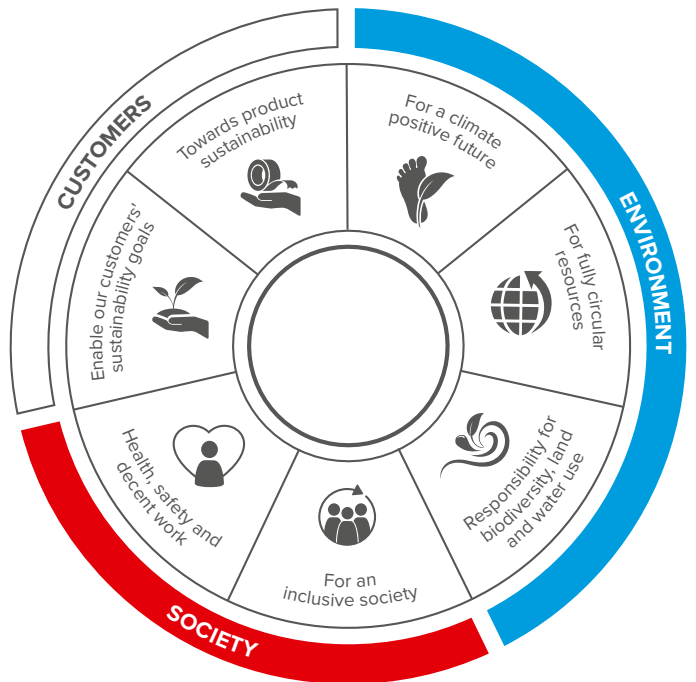 CUSTOMERS
Towards product
sustainability
Enable our customers'
sustainability goals
ENVIRONMENT
For a climate
positive future
For fully circular
resources
Responsibility for
biodiversity, land
and water use
SOCIETY
For an
inclusive society
Health, safety and
decent work